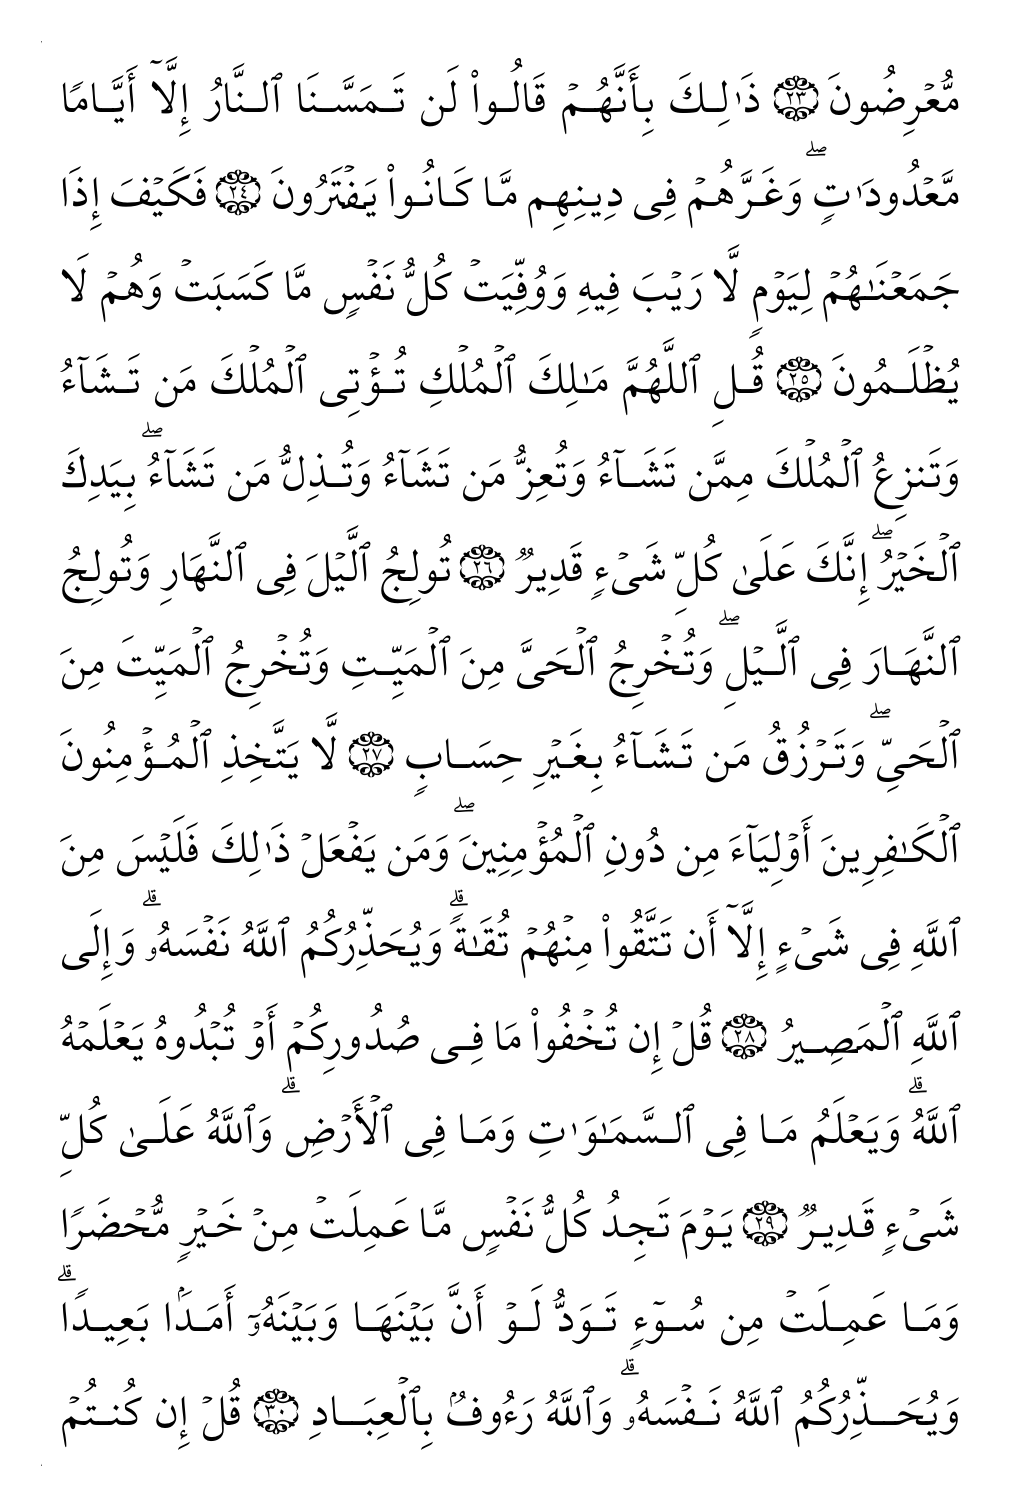 مُّعۡرِضُونَ ٢٣ ذَٰلِكَ بِأَنَّهُمۡ قَالُواْ لَن تَمَسَّنَا ٱلنَّارُ إِلَّآ أَيَّامٗا
مَّعۡدُودَٰتٖۖ وَغَرَّهُمۡ فِي دِينِهِم مَّا كَانُواْ يَفۡتَرُونَ ٢٤ فَكَيۡفَ إِذَا
جَمَعۡنَٰهُمۡ لِيَوۡمٖ لَّا رَيۡبَ فِيهِ وَوُفِّيَتۡ كُلُّ نَفۡسٖ مَّا كَسَبَتۡ وَهُمۡ لَا
يُظۡلَمُونَ ٢٥ قُلِ ٱللَّهُمَّ مَٰلِكَ ٱلۡمُلۡكِ تُؤۡتِي ٱلۡمُلۡكَ مَن تَشَآءُ
وَتَنزِعُ ٱلۡمُلۡكَ مِمَّن تَشَآءُ وَتُعِزُّ مَن تَشَآءُ وَتُذِلُّ مَن تَشَآءُۖ بِيَدِكَ
ٱلۡخَيۡرُۖ إِنَّكَ عَلَىٰ كُلِّ شَيۡءٖ قَدِيرٞ ٢٦ تُولِجُ ٱلَّيۡلَ فِي ٱلنَّهَارِ وَتُولِجُ
ٱلنَّهَارَ فِي ٱلَّيۡلِۖ وَتُخۡرِجُ ٱلۡحَيَّ مِنَ ٱلۡمَيِّتِ وَتُخۡرِجُ ٱلۡمَيِّتَ مِنَ
ٱلۡحَيِّۖ وَتَرۡزُقُ مَن تَشَآءُ بِغَيۡرِ حِسَابٖ ٢٧ لَّا يَتَّخِذِ ٱلۡمُؤۡمِنُونَ
ٱلۡكَٰفِرِينَ أَوۡلِيَآءَ مِن دُونِ ٱلۡمُؤۡمِنِينَۖ وَمَن يَفۡعَلۡ ذَٰلِكَ فَلَيۡسَ مِنَ
ٱللَّهِ فِي شَيۡءٍ إِلَّآ أَن تَتَّقُواْ مِنۡهُمۡ تُقَىٰةٗۗ وَيُحَذِّرُكُمُ ٱللَّهُ نَفۡسَهُۥۗ وَإِلَى
ٱللَّهِ ٱلۡمَصِيرُ ٢٨ قُلۡ إِن تُخۡفُواْ مَا فِي صُدُورِكُمۡ أَوۡ تُبۡدُوهُ يَعۡلَمۡهُ
ٱللَّهُۗ وَيَعۡلَمُ مَا فِي ٱلسَّمَٰوَٰتِ وَمَا فِي ٱلۡأَرۡضِۗ وَٱللَّهُ عَلَىٰ كُلِّ
شَيۡءٖ قَدِيرٞ ٢٩ يَوۡمَ تَجِدُ كُلُّ نَفۡسٖ مَّا عَمِلَتۡ مِنۡ خَيۡرٖ مُّحۡضَرٗا
وَمَا عَمِلَتۡ مِن سُوٓءٖ تَوَدُّ لَوۡ أَنَّ بَيۡنَهَا وَبَيۡنَهُۥٓ أَمَدَۢا بَعِيدٗاۗ
وَيُحَذِّرُكُمُ ٱللَّهُ نَفۡسَهُۥۗ وَٱللَّهُ رَءُوفُۢ بِٱلۡعِبَادِ ٣٠ قُلۡ إِن كُنتُمۡ